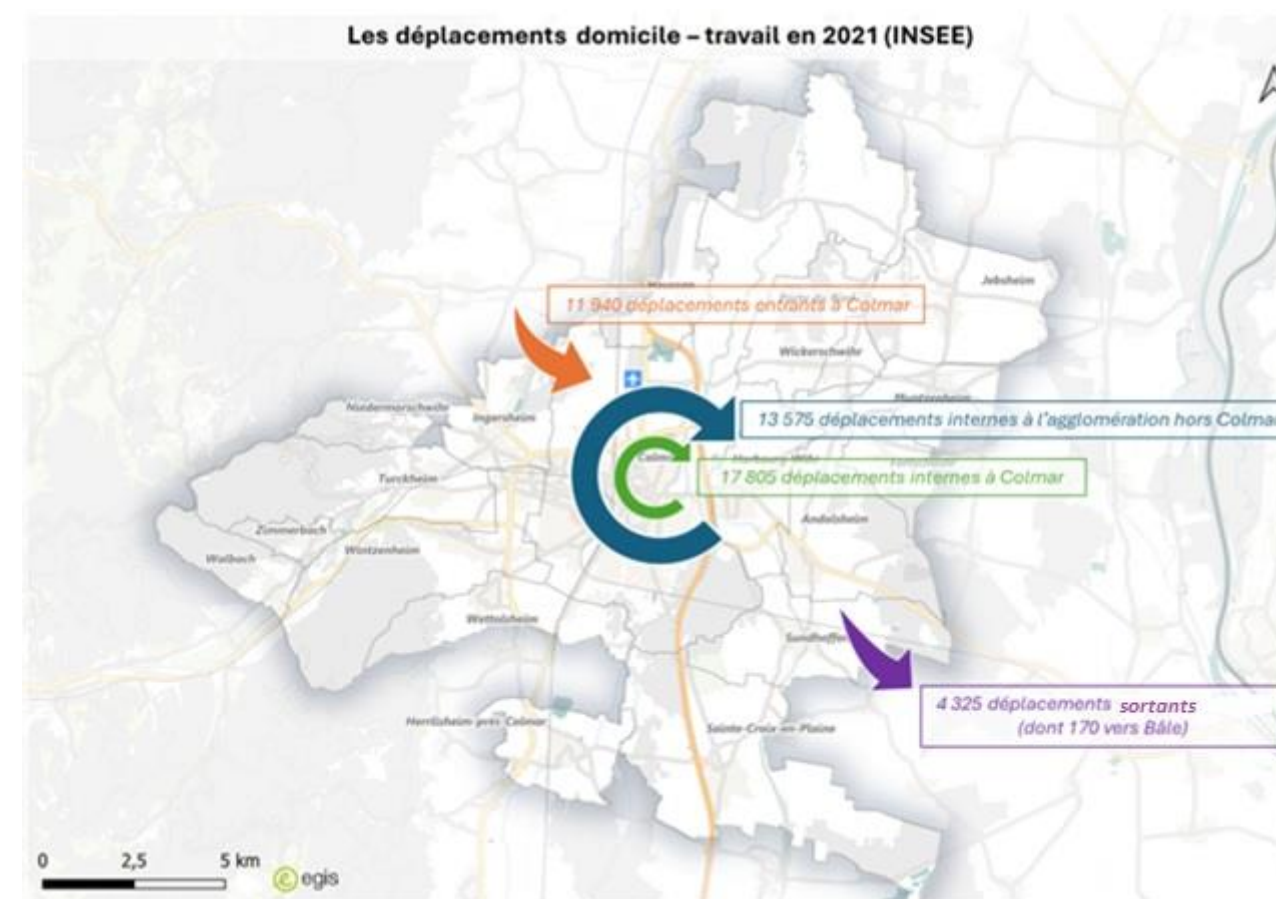 Les déplacements domicile – travail en 2021 (INSEE)
Jebsheim
11 940 déplacements entrants à Colmar
Wickerschwihr
Muntzenheim
Niedermorschwihr
Ingersheim
13 575 déplacements internes à l'agglomération hors Colmar
Colmar
17 805 déplacements internes à Colmar
Turckheim
Andolsheim
Zimmerbach
Walbach
Wintzenheim
Wettolsheim
Sundhoffen
4 325 déplacements sortants
(dont 170 vers Bâle)
Herrlisheim-près-Colmar
Sainte-Croix-en-Plaine
0 2,5 5 km
egis